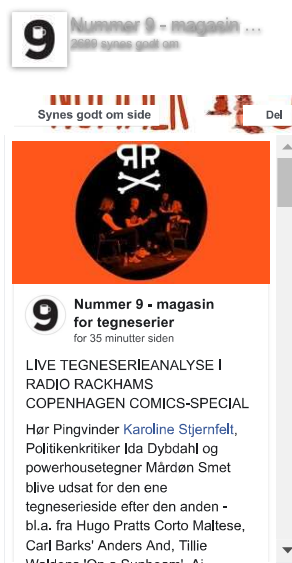 9 Nummer 9 - magasin ...
2689 synes godt om
Synes godt om side
Del
RR
9 Nummer 9 - magasin
for tegneserier
for 35 minutter siden
LIVE TEGNESERIEANALYSE I
RADIO RACKHAMS
COPENHAGEN COMICS-SPECIAL
Hør Pingvinder Karoline Stjernfelt,
Politikenkritiker Ida Dybdahl og
powerhousetegner Mårdøn Smet
blive udsat for den ene
tegneserieside efter den anden -
bl.a. fra Hugo Pratts Corto Maltese,
Carl Barks' Anders And, Tillie